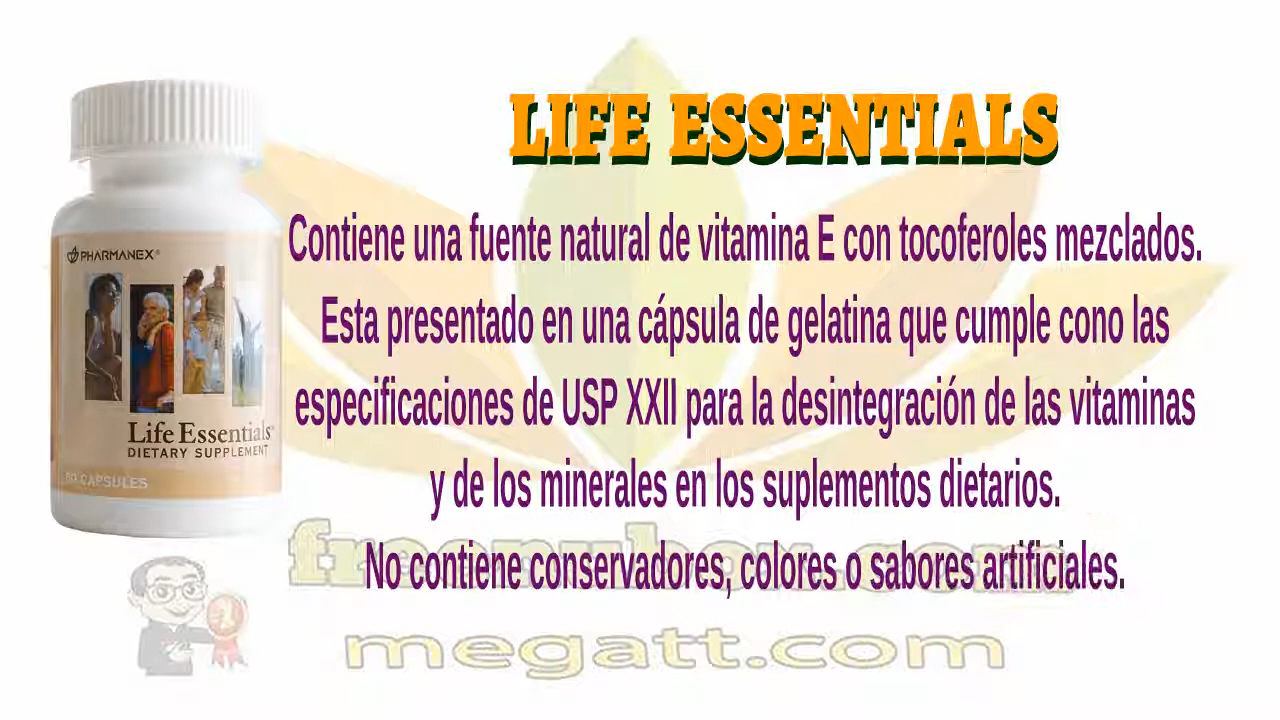 LIFE ESSENTIALS
Contiene una fuente natural de vitamina E con tocoferoles mezclados.
Esta presentado en una cápsula de gelatina que cumple cono las
especificaciones de USP XXII para la desintegración de las vitaminas
y de los minerales en los suplementos dietarios.
No contiene conservadores, colores o sabores artificiales.
PHARMANEX®
Life Essentials
DIETARY SUPPLEMENT
60 CAPSULES
freenubox.com
megatt.com